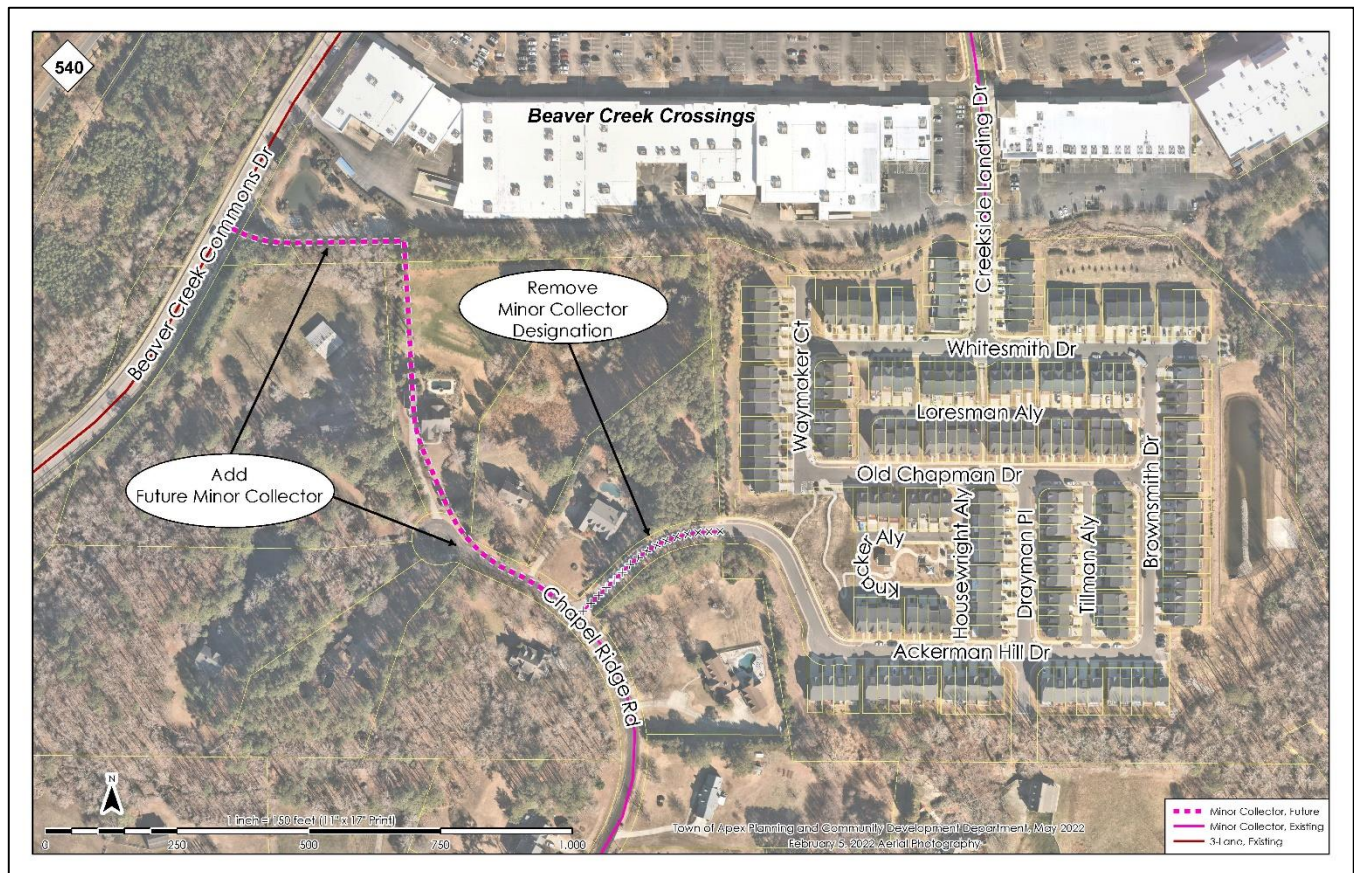 540
Beaver Creek Crossings
Creekside Landing Dr
Beaver Creek Commons Dr
Remove
Minor Collector
Designation
Waymaker Ct
Whitesmith Dr
Loresman Aly
Add
Future Minor Collector
Old Chapman Dr
Brownsmith Dr
Knocker Aly
Housewright Aly
Drayman Pl
Tillman Aly
Chapel Ridge Rd
Ackerman Hill Dr
N
1 inch = 150 feet (11" x 17" Print)
0 250 500 750 1,000
Town of Apex Planning and Community Development Department, May 2022
February 5, 2022 Aerial Photography
Minor Collector, Future
Minor Collector, Existing
3-Lane, Existing